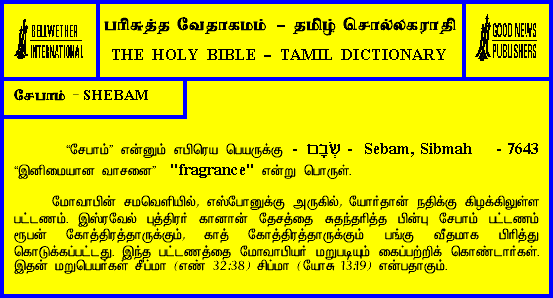 BELLWETHER
INTERNATIONAL
பரிசுத்த வேதாகமம் – தமிழ் சொல்லகராதி
THE HOLY BIBLE – TAMIL DICTIONARY
GOOD NEWS
PUBLISHERS
சேபாம் - SHEBAM
“சேபாம்” என்னும் எபிரெய பெயருக்கு - שְׂבָם - Sebam, Sibmah - 7643
“இனிமையான வாசனை” "fragrance" என்று பொருள்.
மோவாபின் சமவெளியில், எஸ்போனுக்கு அருகில், யோர்தான் நதிக்கு கிழக்கிலுள்ள
பட்டணம். இஸ்ரவேல் புத்திரர் கானான் தேசத்தை சுதந்தரித்த பின்பு சேபாம் பட்டணம்
ரூபன் கோத்திரத்தாருக்கும், காத் கோத்திரத்தாருக்கும் பங்கு வீதமாக பிரித்து
கொடுக்கப்பட்டது. இந்த பட்டணத்தை மோவாபியர் மறுபடியும் கைப்பற்றிக் கொண்டார்கள்.
இதன் மறுபெயர்கள் சீப்மா (எண் 32:38) சிப்மா (யோசு 13:19) என்பதாகும்.